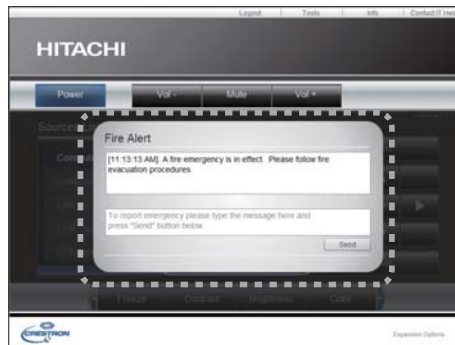 Logout Tools Info Contact IT Help
HITACHI
Power Vol - Mute Vol +
Sources List
Fire Alert
[11:13:13 AM] A fire emergency is in effect. Please follow fire
evacuation procedures.
To report emergency please type the message here and
press "Send" button below.
Send
Freeze Contrast Brightness Color
CRESTRON
Expansion Options